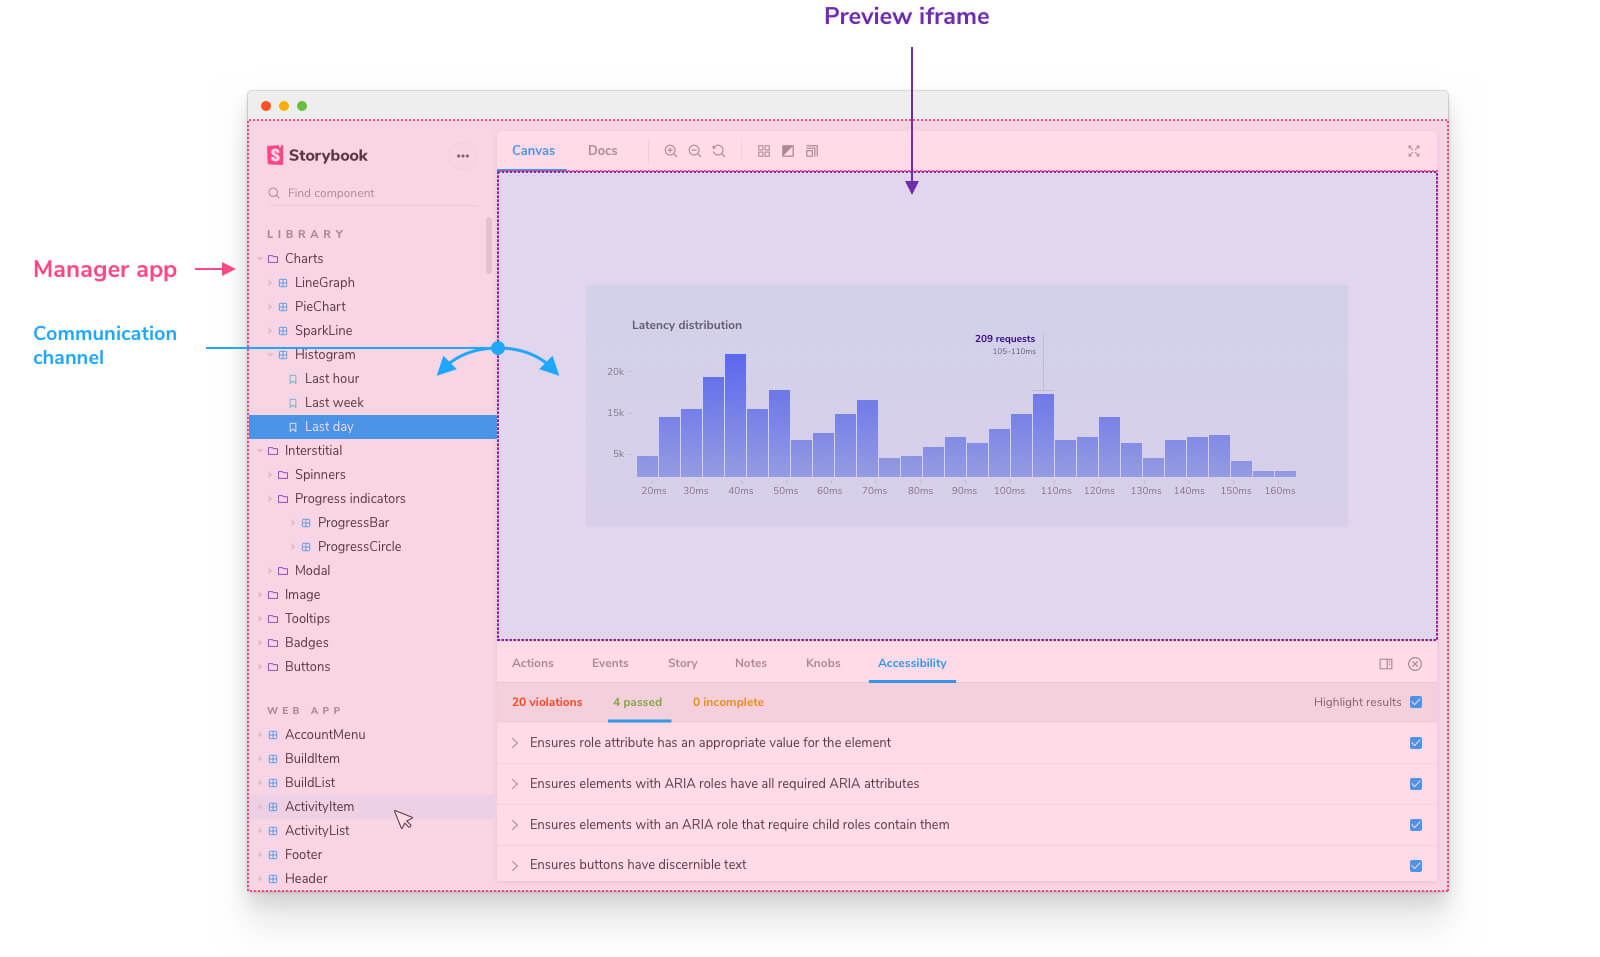 Preview iframe
Manager app
Communication
channel
Storybook
Find component
LIBRARY
Charts
LineGraph
PieChart
SparkLine
Histogram
Last hour
Last week
Last day
Interstitial
Spinners
Progress indicators
ProgressBar
ProgressCircle
Modal
Image
Tooltips
Badges
Buttons
WEB APP
AccountMenu
BuildItem
BuildList
ActivityItem
ActivityList
Footer
Header
Canvas Docs
Latency distribution
209 requests
105-110ms
20k
15k
5k
20ms 30ms 40ms 50ms 60ms 70ms 80ms 90ms 100ms 110ms 120ms 130ms 140ms 150ms 160ms
Actions Events Story Notes Knobs Accessibility
20 violations 4 passed 0 incomplete Highlight results
Ensures role attribute has an appropriate value for the element
Ensures elements with ARIA roles have all required ARIA attributes
Ensures elements with an ARIA role that require child roles contain them
Ensures buttons have discernible text